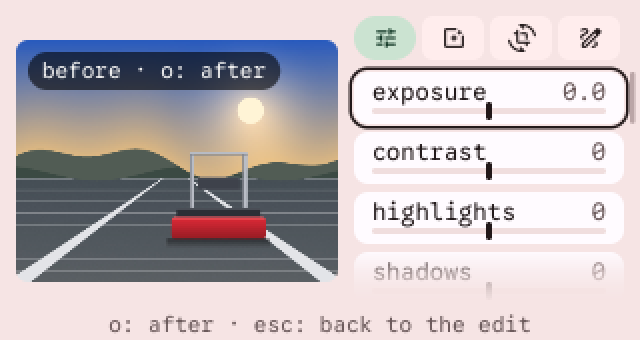 before · o: after
exposure 0.0
contrast 0
highlights 0
shadows 0
o: after · esc: back to the edit